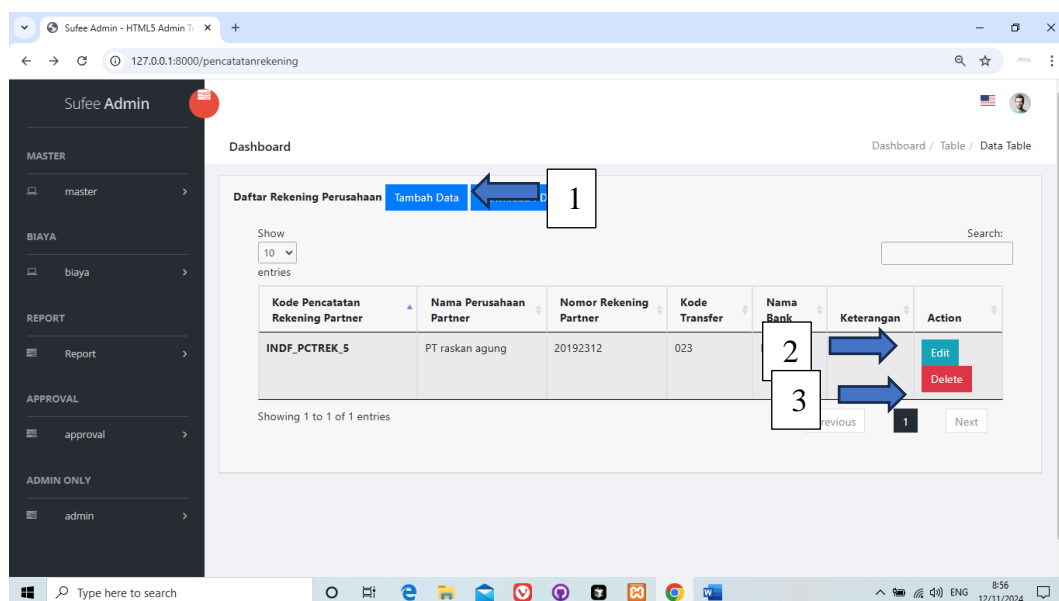 Sufee Admin - HTML5 Admin Te
127.0.0.1:8000/pencatatanrekening
Sufee Admin
MASTER
master
BIAYA
biaya
REPORT
Report
APPROVAL
approval
ADMIN ONLY
admin
Dashboard
Dashboard / Table / Data Table
Daftar Rekening Perusahaan
Tambah Data
1
Show
10
entries
Search:
Kode Pencatatan Rekening Partner
Nama Perusahaan Partner
Nomor Rekening Partner
Kode Transfer
Nama Bank
Keterangan
Action
INDF_PCTREK_5
PT raskan agung
20192312
023
2
Edit
3
Delete
Showing 1 to 1 of 1 entries
evious
1
Next
Type here to search
ENG
8:56
12/11/2024